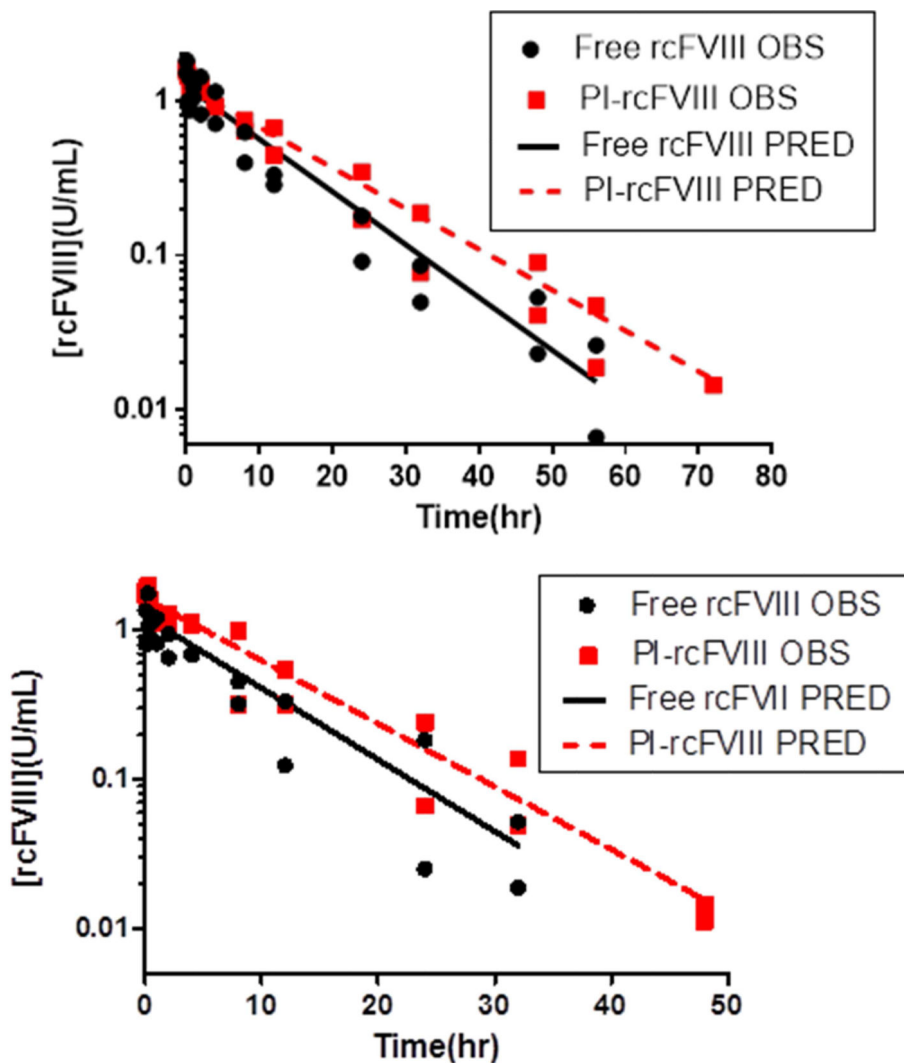 Free rcFVIII OBS
PI-rcFVIII OBS
Free rcFVIII PRED
PI-rcFVIII PRED
[rcFVIII](U/mL)
1
0.1
0.01
0 10 20 30 40 50 60 70 80
Time(hr)
Free rcFVIII OBS
PI-rcFVIII OBS
Free rcFVII PRED
PI-rcFVIII PRED
[rcFVIII](U/mL)
1
0.1
0.01
0 10 20 30 40 50
Time(hr)